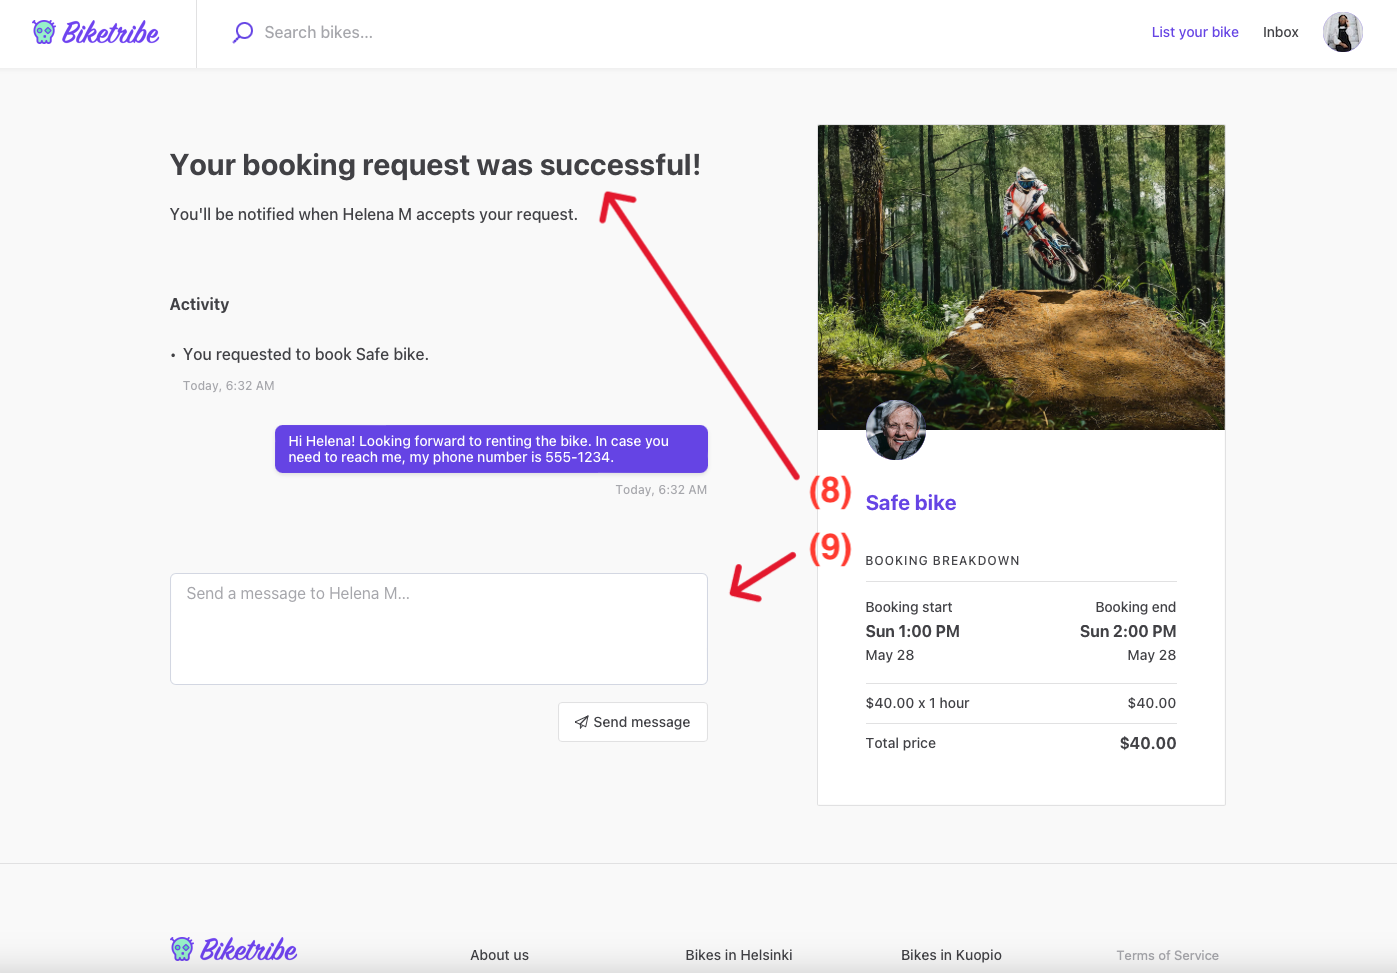 Biketribe
Search bikes...
List your bike
Inbox
Your booking request was successful!
You'll be notified when Helena M accepts your request.
Activity
• You requested to book Safe bike.
Today, 6:32 AM
Hi Helena! Looking forward to renting the bike. In case you
need to reach me, my phone number is 555-1234.
Today, 6:32 AM
(8)
(9)
Send a message to Helena M...
Send message
Safe bike
BOOKING BREAKDOWN
Booking start Booking end
Sun 1:00 PM Sun 2:00 PM
May 28 May 28
$40.00 x 1 hour $40.00
Total price $40.00
Biketribe
About us
Bikes in Helsinki
Bikes in Kuopio
Terms of Service